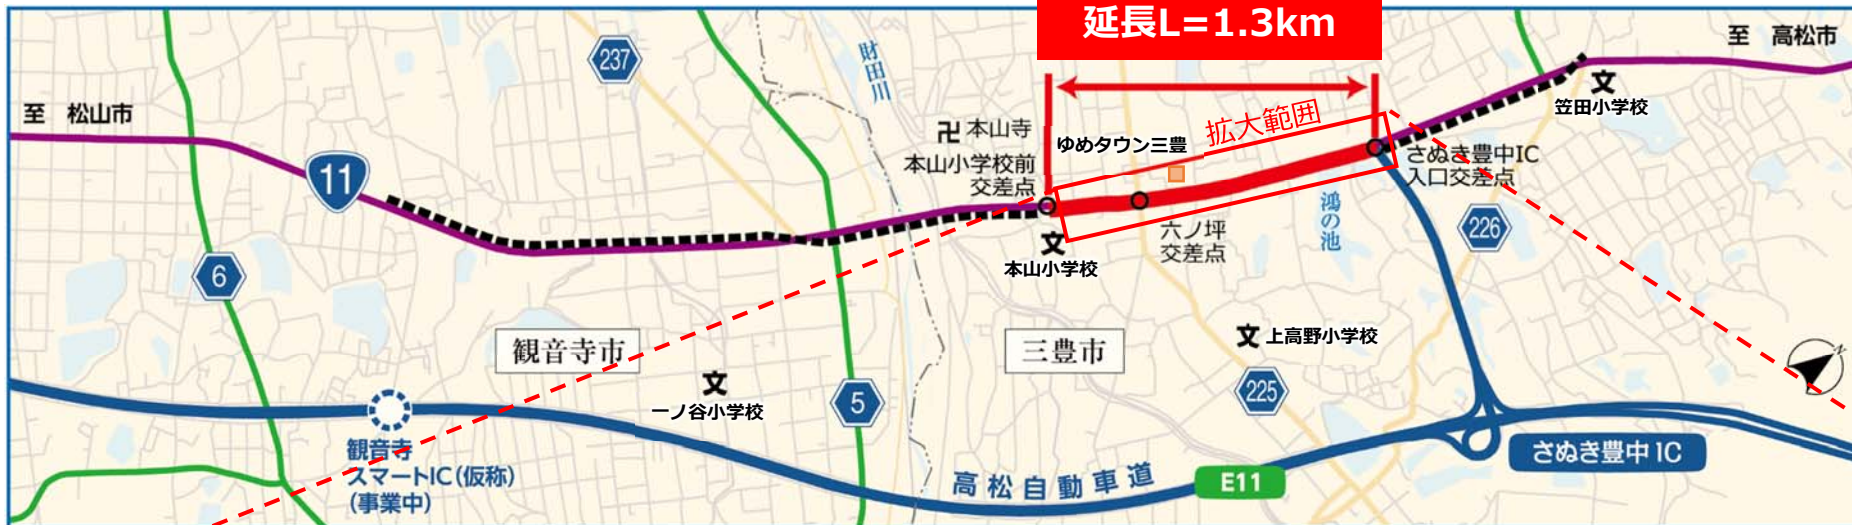 延長L=1.3km
至 高松市
237
財田川
文
笠田小学校
至 松山市
卍本山寺
拡大範囲
ゆめタウン三豊
本山小学校前
交差点
さぬき豊中IC
入口交差点
11
鴻の池
226
六ノ坪
交差点
文
本山小学校
6
文 上高野小学校
観音寺市
三豊市
N
文
一ノ谷小学校
5
225
観音寺
スマートIC(仮称)
(事業中)
高松自動車道
E11
さぬき豊中 IC